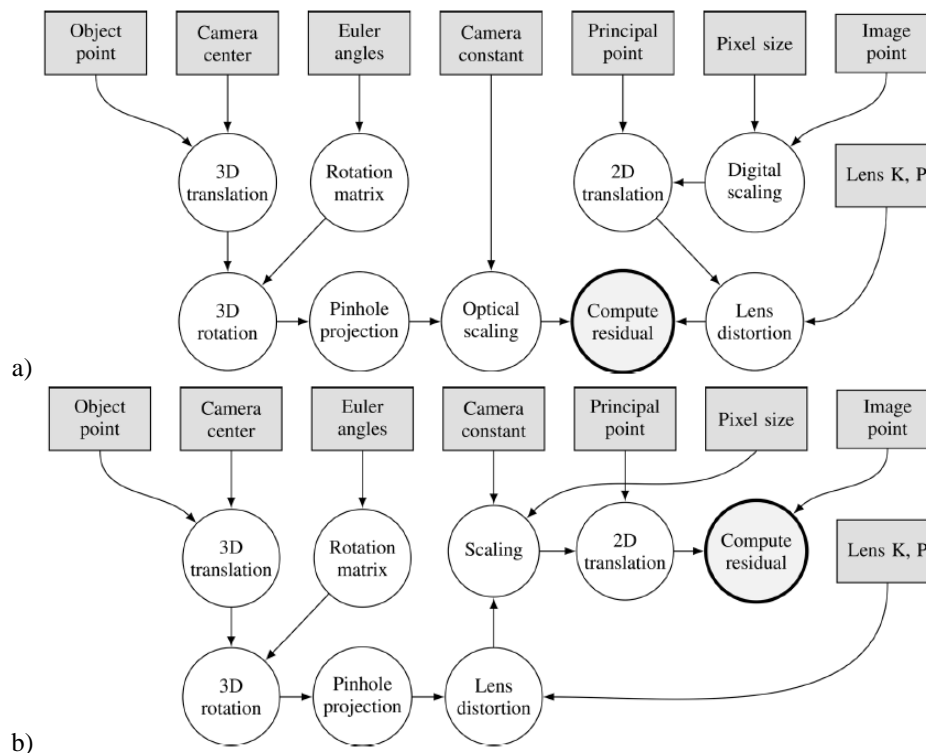 Object
point
Camera
center
Euler
angles
Camera
constant
Principal
point
Pixel size
Image
point
3D
translation
Rotation
matrix
2D
translation
Digital
scaling
Lens K, P
3D
rotation
Pinhole
projection
Optical
scaling
Compute
residual
Lens
distortion
a)
Object
point
Camera
center
Euler
angles
Camera
constant
Principal
point
Pixel size
Image
point
3D
translation
Rotation
matrix
Scaling
2D
translation
Compute
residual
Lens K, P
3D
rotation
Pinhole
projection
Lens
distortion
b)